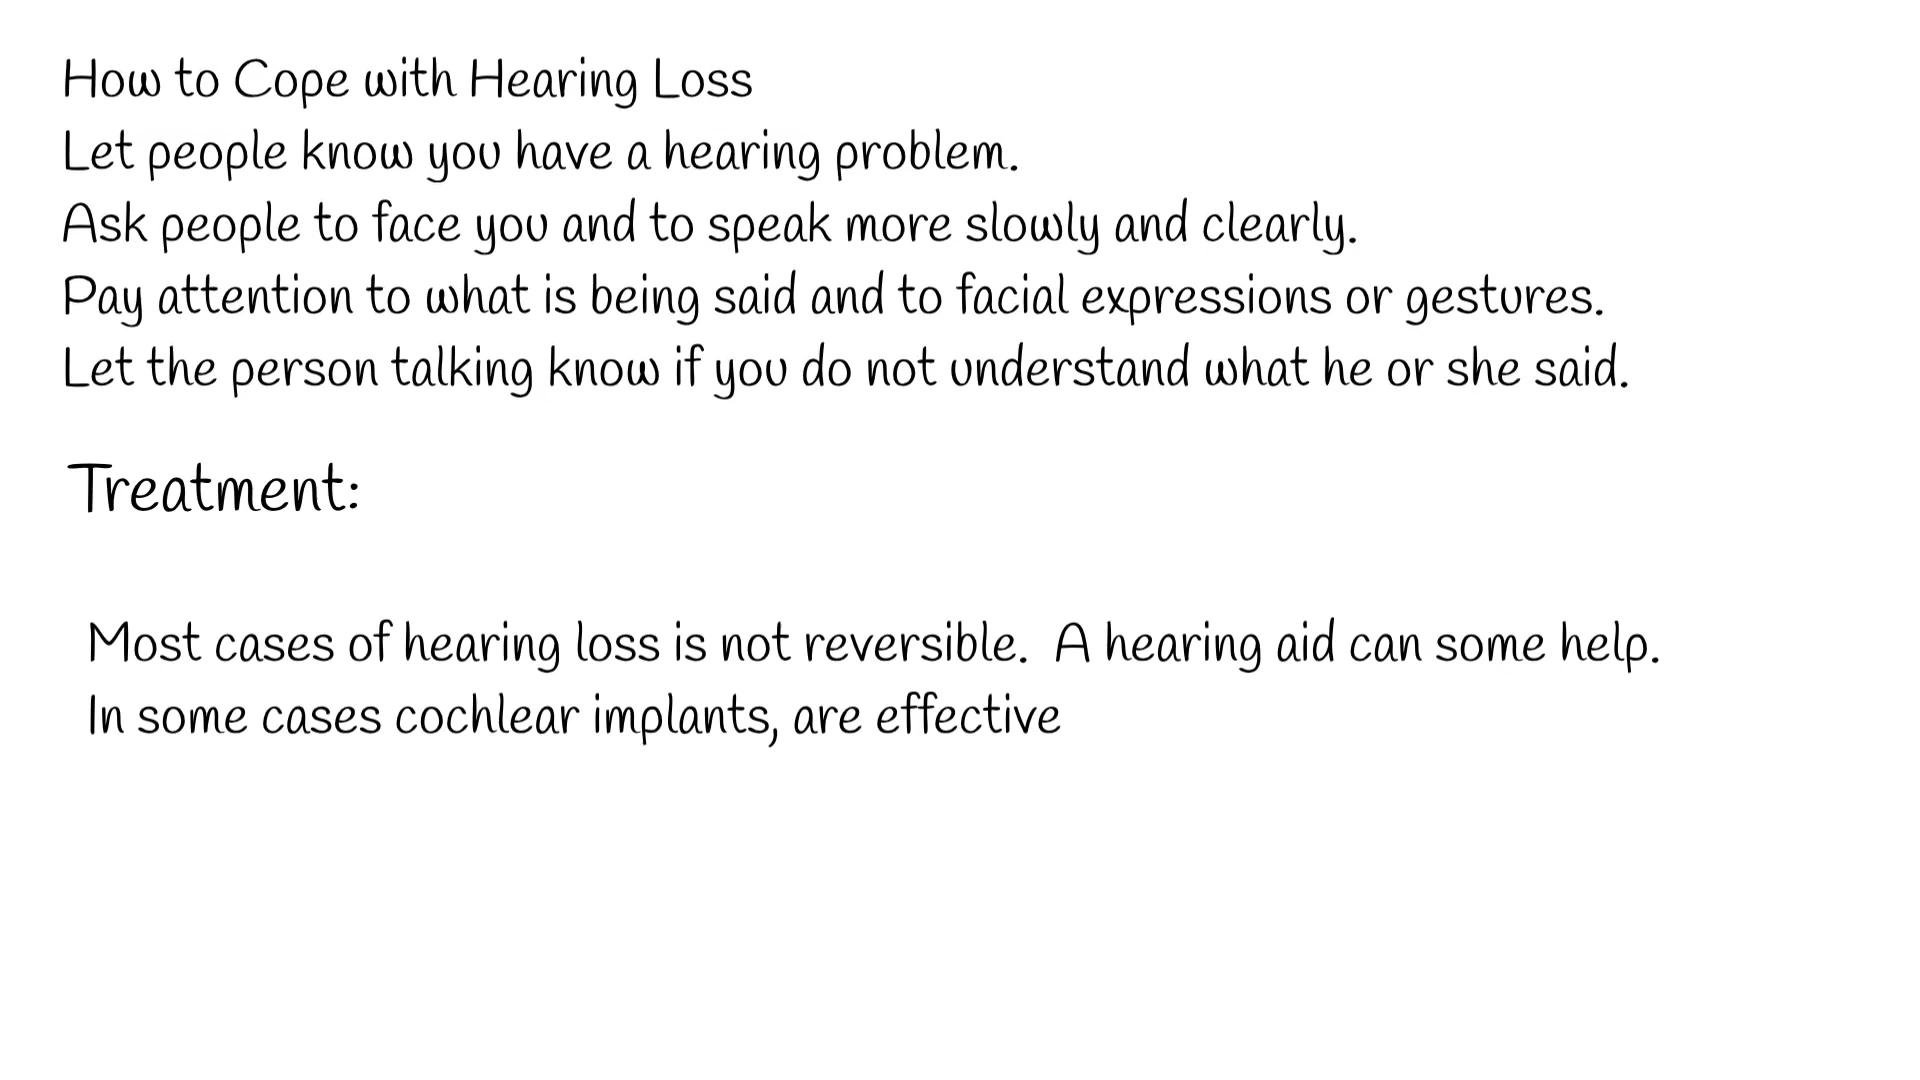 How to Cope with Hearing Loss
Let people know you have a hearing problem.
Ask people to face you and to speak more slowly and clearly.
Pay attention to what is being said and to facial expressions or gestures.
Let the person talking know if you do not understand what he or she said.
Treatment:
Most cases of hearing loss is not reversible.  A hearing aid can some help.
In some cases cochlear implants, are effective